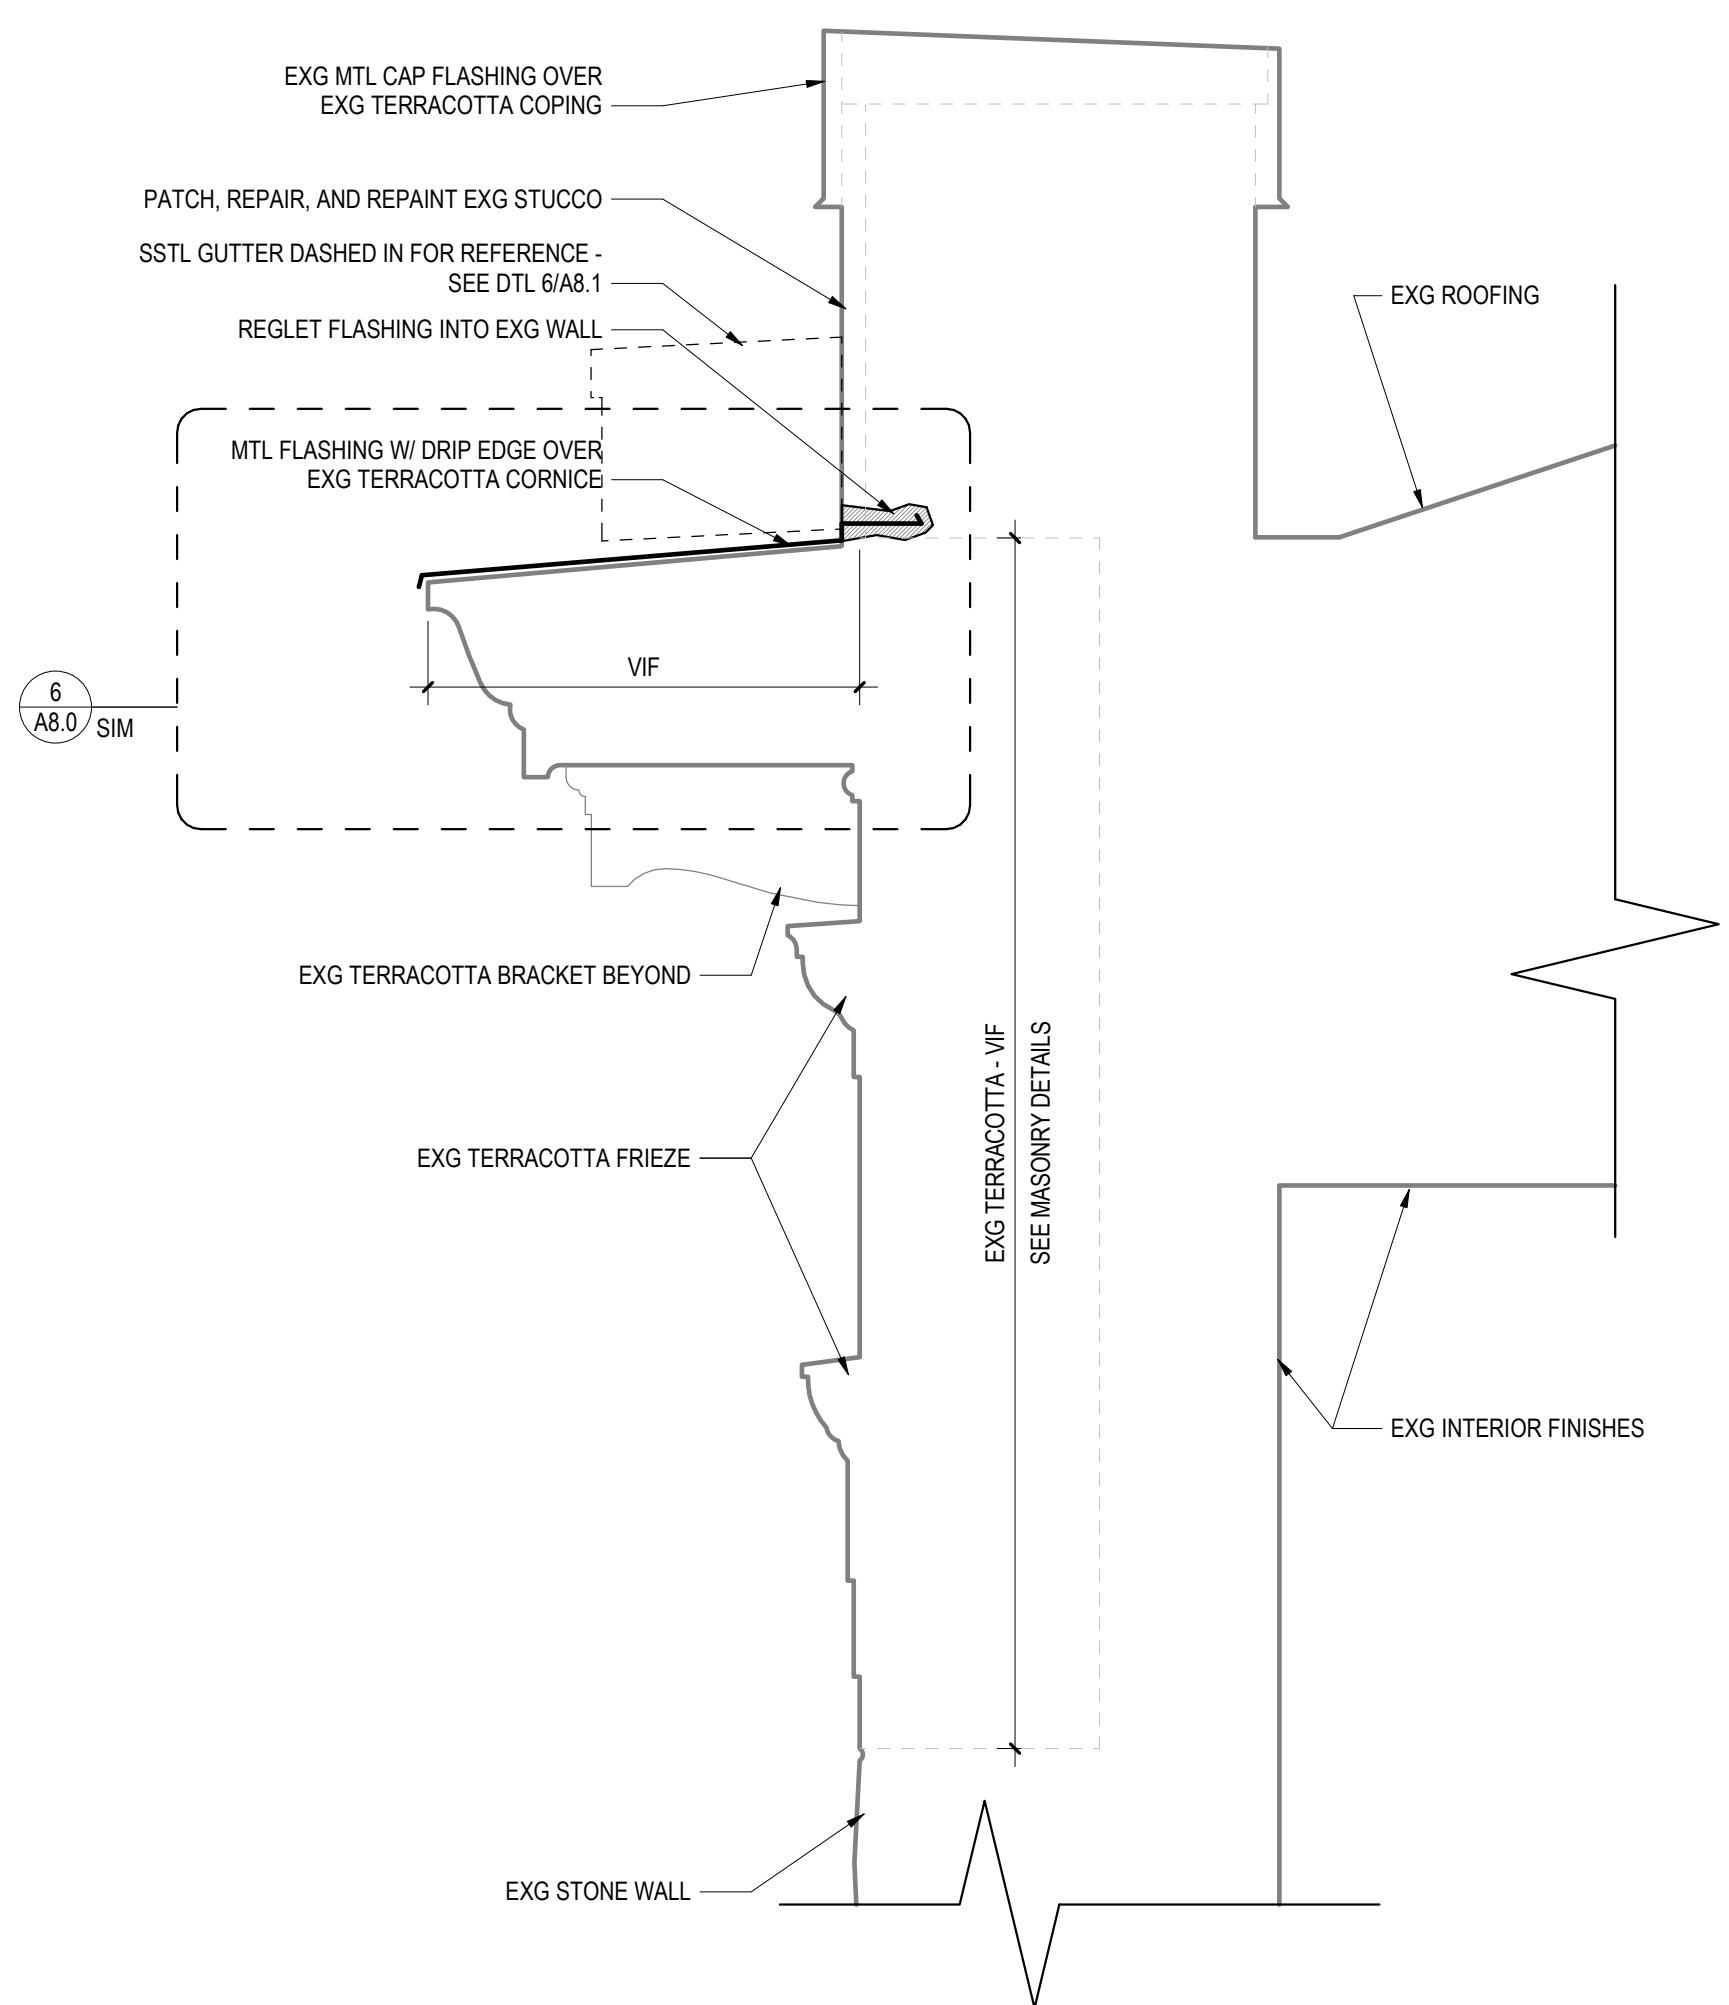 EXG MTL CAP FLASHING OVER
EXG TERRACOTTA COPING
PATCH, REPAIR, AND REPAINT EXG STUCCO
SSTL GUTTER DASHED IN FOR REFERENCE -
SEE DTL 6/A8.1
REGLET FLASHING INTO EXG WALL
EXG ROOFING
MTL FLASHING W/ DRIP EDGE OVER
EXG TERRACOTTA CORNICE
VIF
6
A8.0
SIM
EXG TERRACOTTA BRACKET BEYOND
EXG TERRACOTTA - VIF
SEE MASONRY DETAILS
EXG TERRACOTTA FRIEZE
EXG INTERIOR FINISHES
EXG STONE WALL